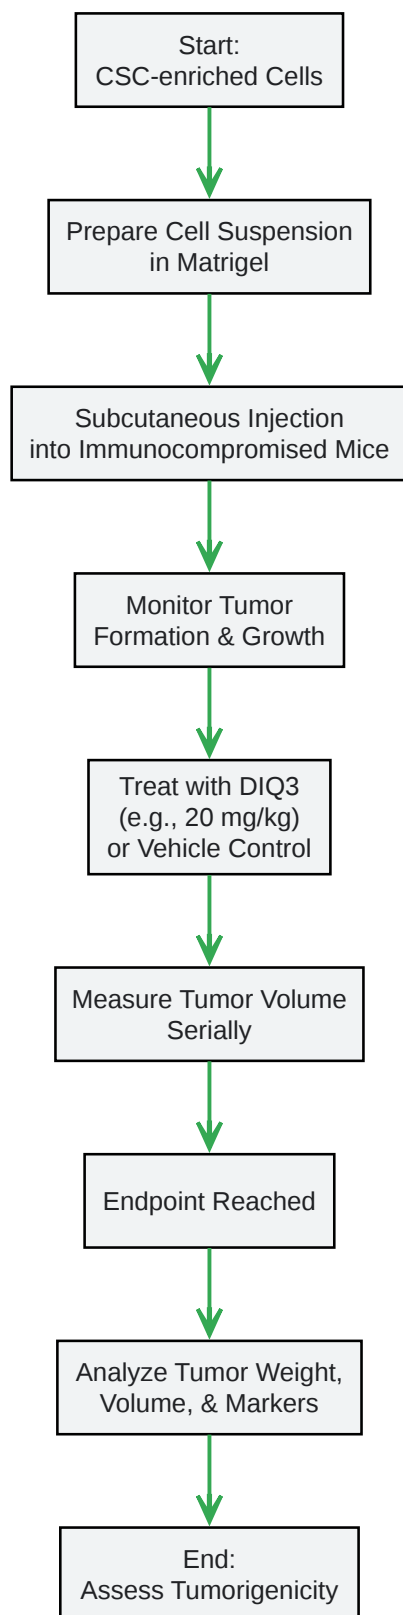 Start:
CSC-enriched Cells
Prepare Cell Suspension
in Matrigel
Subcutaneous Injection
into Immunocompromised Mice
Monitor Tumor
Formation & Growth
Treat with DIQ3
(e.g., 20 mg/kg)
or Vehicle Control
Measure Tumor Volume
Serially
Endpoint Reached
Analyze Tumor Weight,
Volume, & Markers
End:
Assess Tumorigenicity